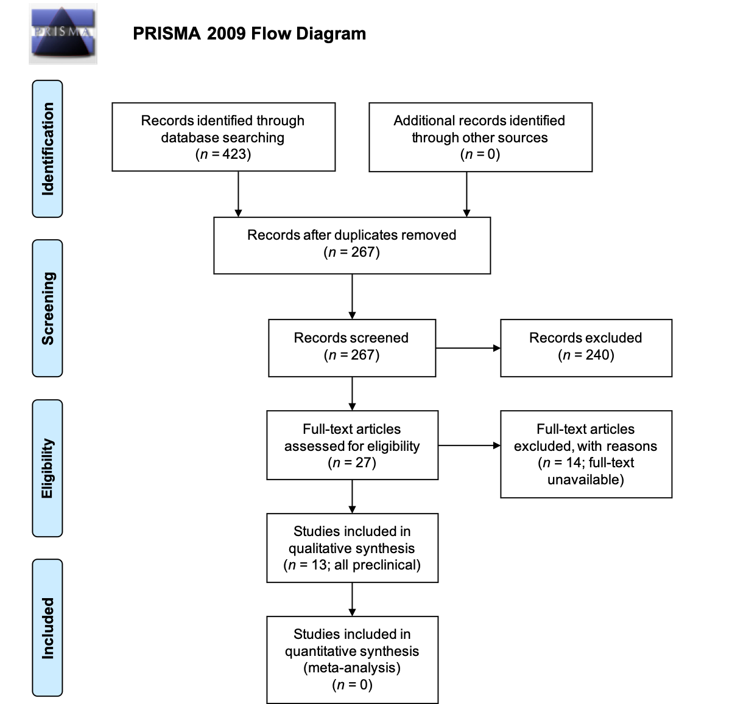 PRISMA
PRISMA 2009 Flow Diagram
Identification
Records identified through
database searching
(n = 423)
Additional records identified
through other sources
(n = 0)
Records after duplicates removed
(n = 267)
Screening
Records screened
(n = 267)
Records excluded
(n = 240)
Eligibility
Full-text articles
assessed for eligibility
(n = 27)
Full-text articles
excluded, with reasons
(n = 14; full-text
unavailable)
Studies included in
qualitative synthesis
(n = 13; all preclinical)
Included
Studies included in
quantitative synthesis
(meta-analysis)
(n = 0)